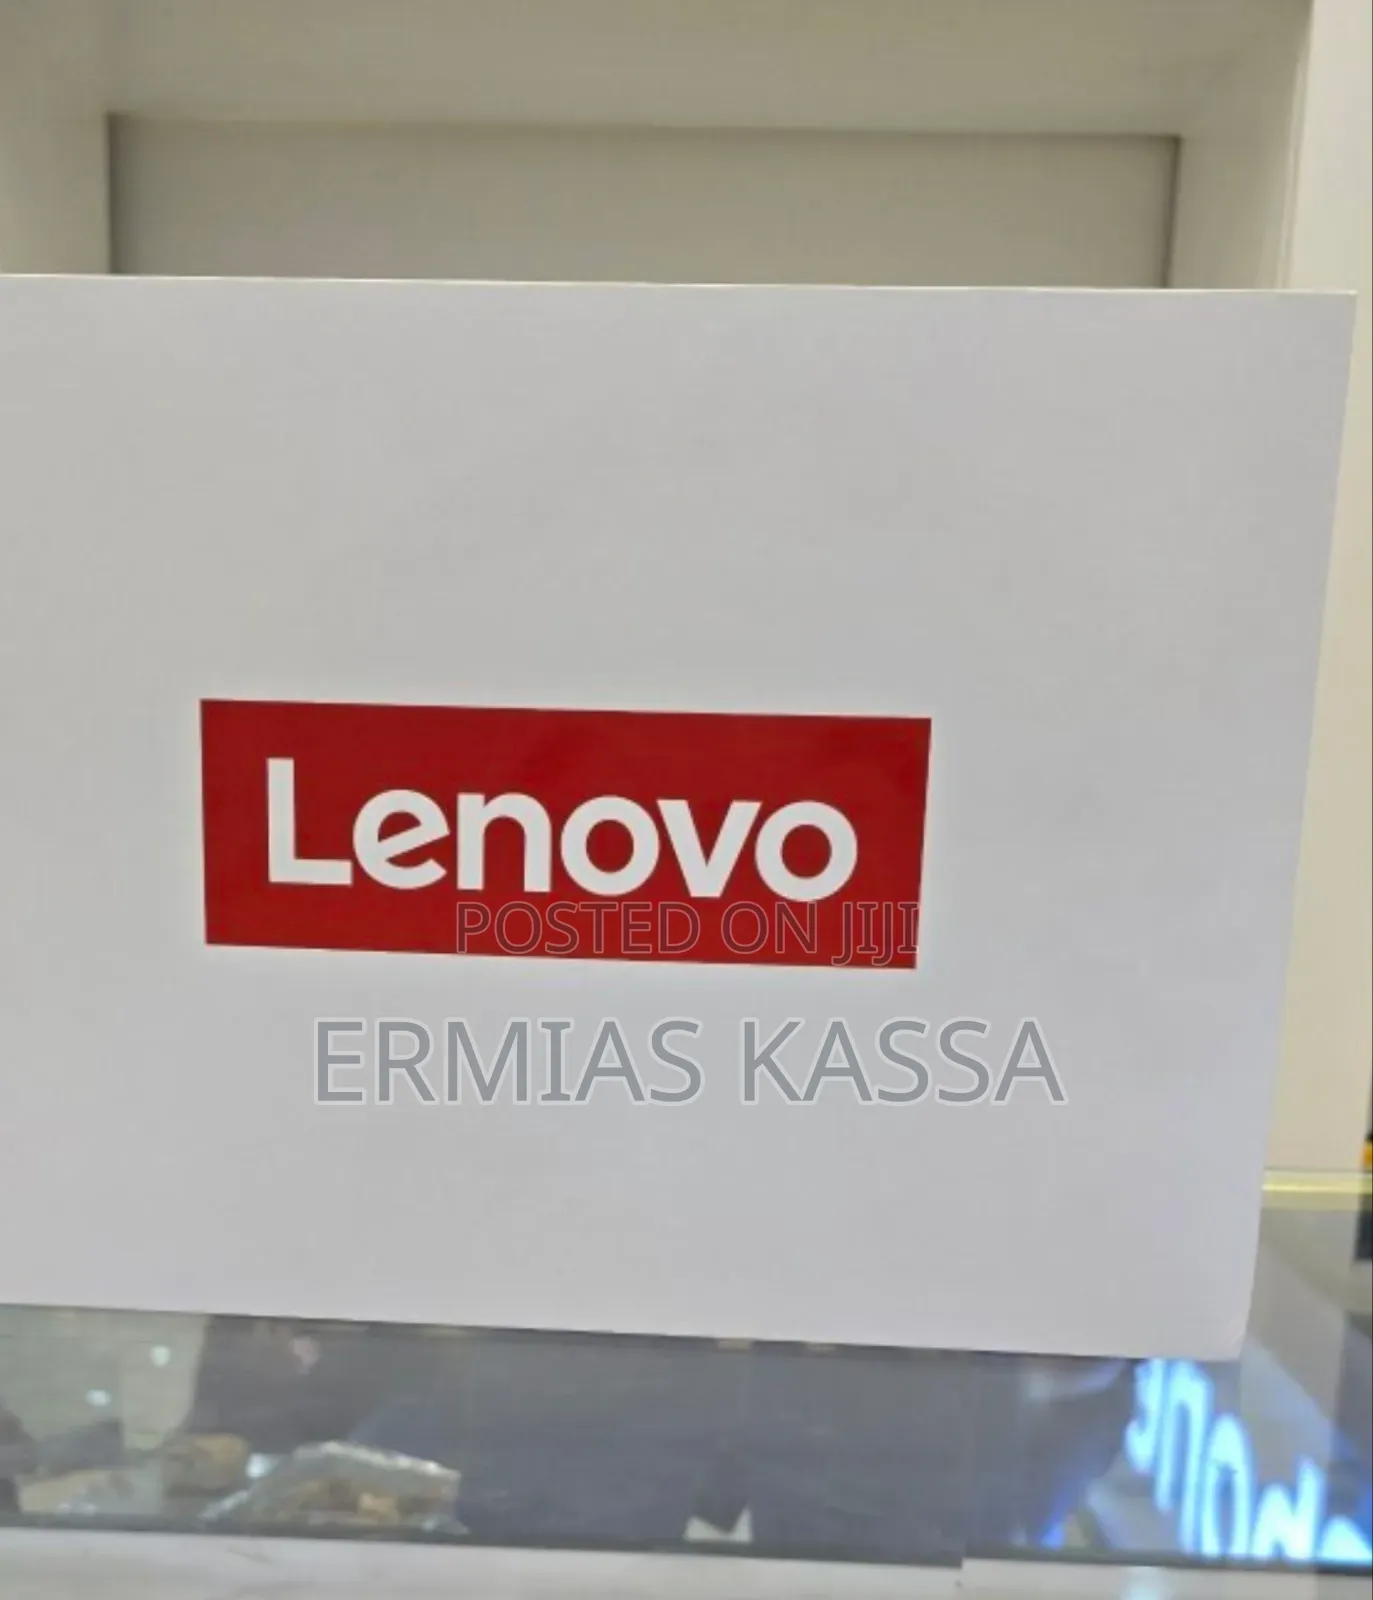 Lenovo
POSTED ON JIJI
ERMIAS KASSA